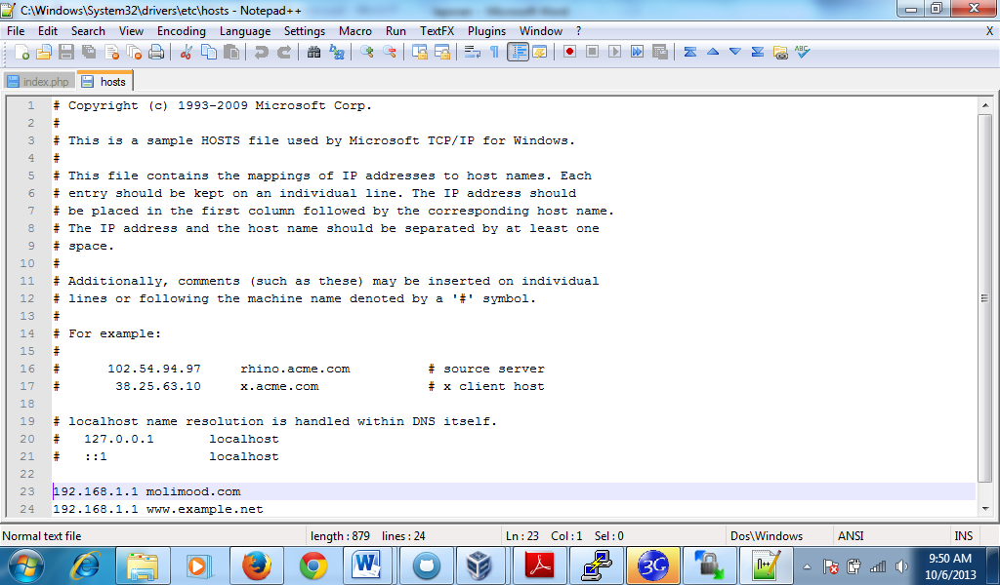 C:\Windows\System32\drivers\etc\hosts - Notepad++
File Edit Search View Encoding Language Settings Macro Run TextFX Plugins Window ? X
index.php hosts
1 # Copyright (c) 1993-2009 Microsoft Corp.
2 #
3 # This is a sample HOSTS file used by Microsoft TCP/IP for Windows.
4 #
5 # This file contains the mappings of IP addresses to host names. Each
6 # entry should be kept on an individual line. The IP address should
7 # be placed in the first column followed by the corresponding host name.
8 # The IP address and the host name should be separated by at least one
9 # space.
10 #
11 # Additionally, comments (such as these) may be inserted on individual
12 # lines or following the machine name denoted by a '#' symbol.
13 #
14 # For example:
15 #
16 #      102.54.94.97     rhino.acme.com          # source server
17 #       38.25.63.10     x.acme.com              # x client host
18
19 # localhost name resolution is handled within DNS itself.
20 #   127.0.0.1       localhost
21 #   ::1             localhost
22
23 192.168.1.1 molimood.com
24 192.168.1.1 www.example.net
Normal text file length : 879 lines : 24 Ln : 23 Col : 1 Sel : 0 Dos\Windows ANSI INS
3G
9:50 AM
10/6/2013